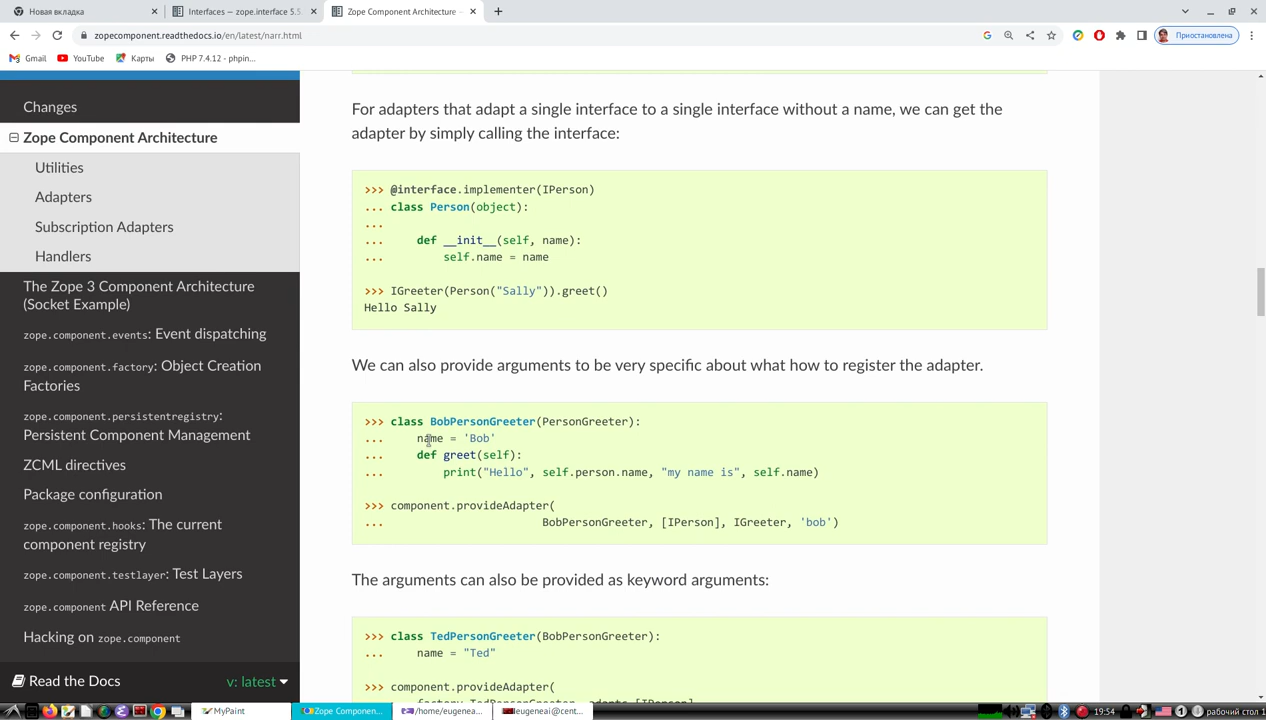 Новая вкладка
Interfaces — zope.interface 5.5.
Zope Component Architecture —
zopecomponent.readthedocs.io/en/latest/narr.html
Приостановлена
Gmail
YouTube
Карты
PHP 7.4.12 - phpin...
Changes
Zope Component Architecture
Utilities
Adapters
Subscription Adapters
Handlers
The Zope 3 Component Architecture
(Socket Example)
zope.component.events: Event dispatching
zope.component.factory: Object Creation
Factories
zope.component.persistentregistry:
Persistent Component Management
ZCML directives
Package configuration
zope.component.hooks: The current
component registry
zope.component.testlayer: Test Layers
zope.component API Reference
Hacking on zope.component
Read the Docs
v: latest
For adapters that adapt a single interface to a single interface without a name, we can get the
adapter by simply calling the interface:
>>> @interface.implementer(IPerson)
... class Person(object):
...
...     def __init__(self, name):
...         self.name = name
>>> IGreeter(Person("Sally")).greet()
Hello Sally
We can also provide arguments to be very specific about what how to register the adapter.
>>> class BobPersonGreeter(PersonGreeter):
...     name = 'Bob'
...     def greet(self):
...         print("Hello", self.person.name, "my name is", self.name)
>>> component.provideAdapter(
...                        BobPersonGreeter, [IPerson], IGreeter, 'bob')
The arguments can also be provided as keyword arguments:
>>> class TedPersonGreeter(BobPersonGreeter):
...     name = "Ted"
>>> component.provideAdapter(
MyPaint
Zope Componen...
/home/eugenea...
eugeneai@cent...
19:54
рабочий стол 1